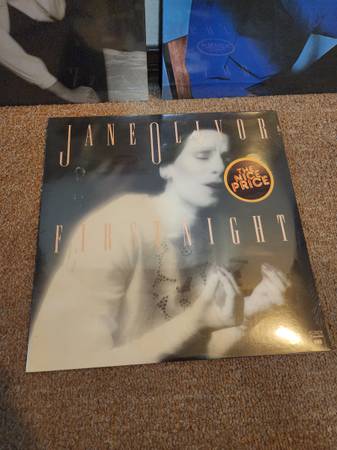 JANE OLIVOR
THE
NICE
PRICE
FIRST NIGHT